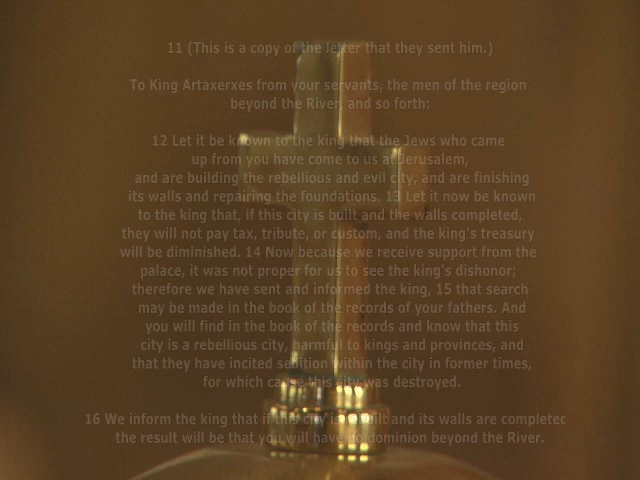 11 (This is a copy of the letter that they sent him.)
To King Artaxerxes from your servants, the men of the region
beyond the River, and so forth:
12 Let it be known to the king that the Jews who came
up from you have come to us at Jerusalem,
and are building the rebellious and evil city, and are finishing
its walls and repairing the foundations. 13 Let it now be known
to the king that, if this city is built and the walls completed,
they will not pay tax, tribute, or custom, and the king's treasury
will be diminished. 14 Now because we receive support from the
palace, it was not proper for us to see the king's dishonor;
therefore we have sent and informed the king, 15 that search
may be made in the book of the records of your fathers. And
you will find in the book of the records and know that this
city is a rebellious city, harmful to kings and provinces, and
that they have incited sedition within the city in former times,
for which cause this city was destroyed.
16 We inform the king that if this city is rebuilt and its walls are completec
the result will be that you will have no dominion beyond the River.